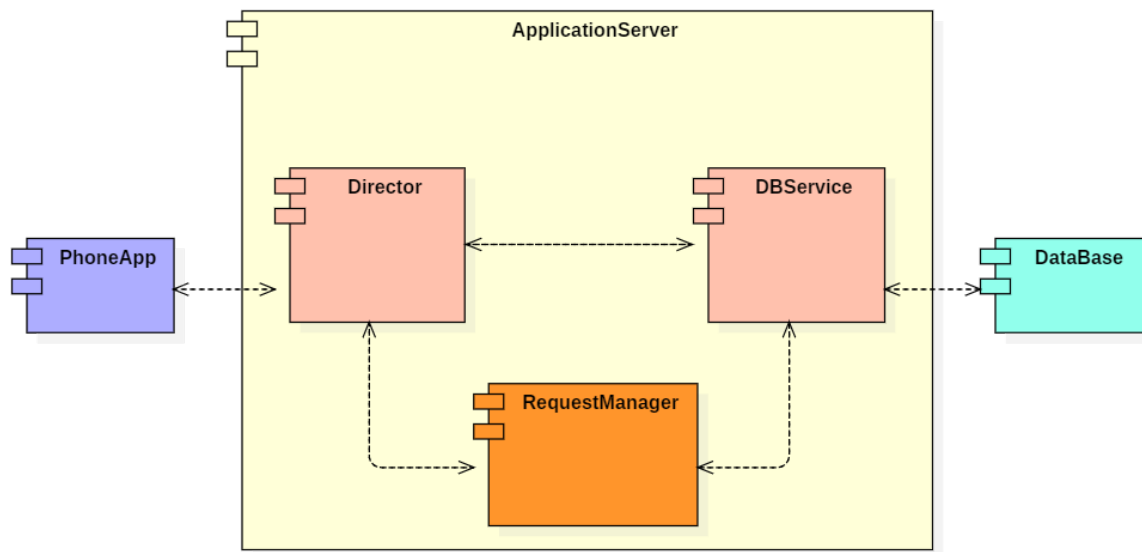 ApplicationServer
Director
DBService
PhoneApp
DataBase
RequestManager